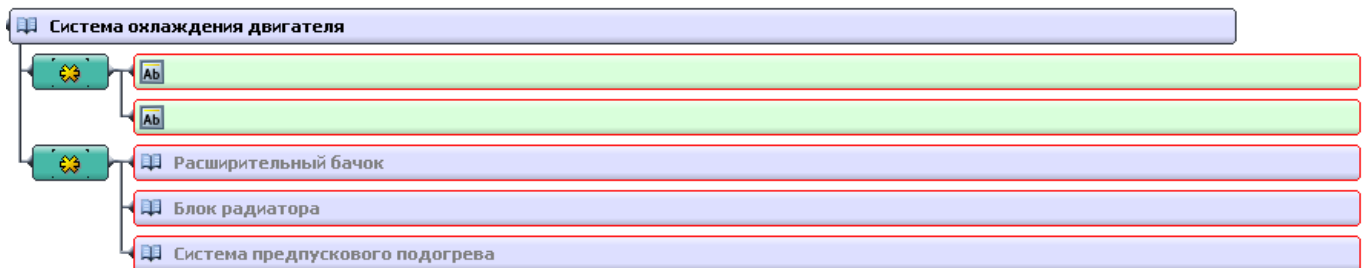 Система охлаждения двигателя
Ab
Ab
Расширительный бачок
Блок радиатора
Система предпускового подогрева